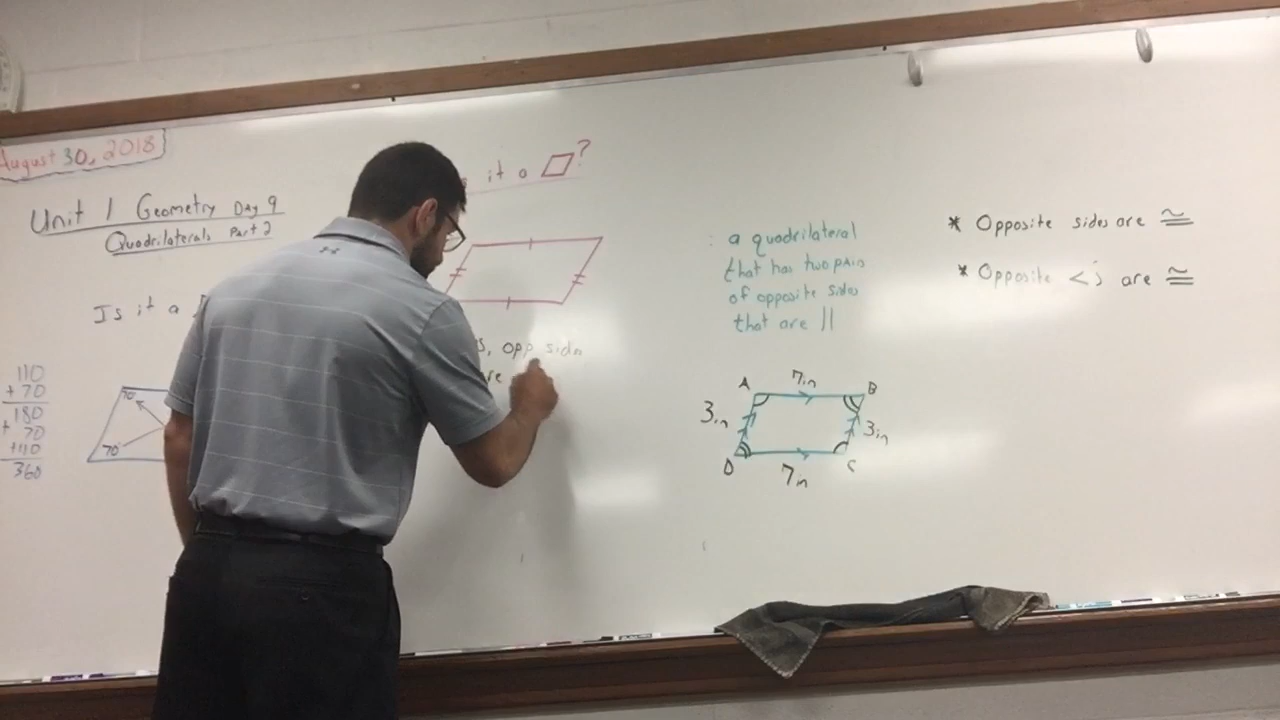 August 30, 2018
Unit 1 Geometry Day 9
Quadrilaterals Part 2
Is it a
110
+ 70
180
+ 70
+110
360
70°
70°
it a ▱?
s, opp sides
re
: a quadrilateral
that has two pairs
of opposite sides
that are ||
A 7in B
3in
3in
D C
7in
* Opposite sides are ≅
* Opposite <'s are ≅